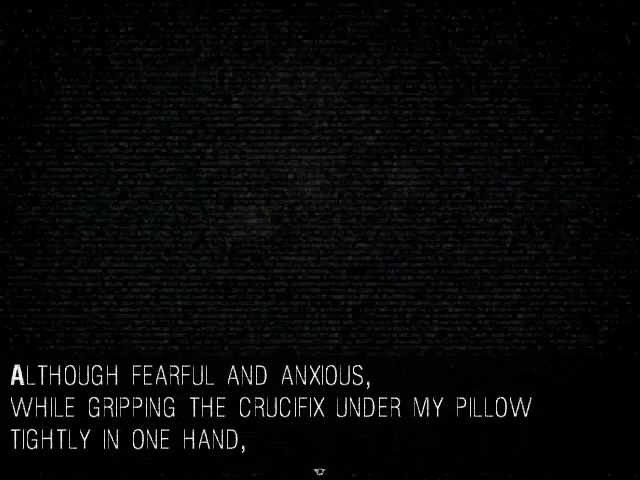 ALTHOUGH FEARFUL AND ANXIOUS,
WHILE GRIPPING THE CRUCIFIX UNDER MY PILLOW
TIGHTLY IN ONE HAND,